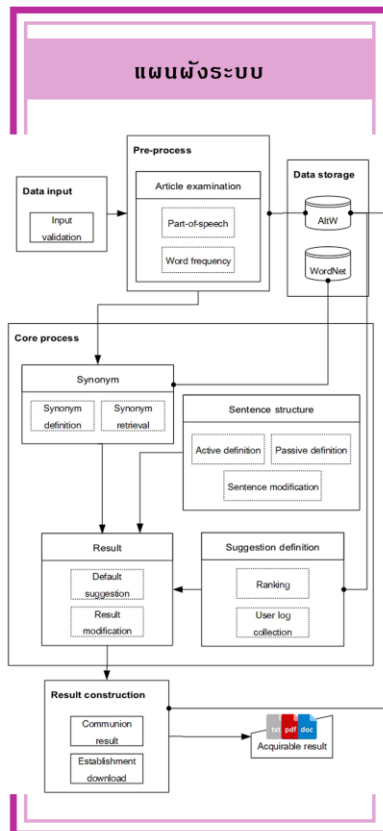 แผนผังระบบ
Pre-process
Article examination
Part-of-speech
Word frequency
Data input
Input
validation
Data storage
AltW
WordNet
Core process
Synonym
Synonym
definition
Synonym
retrieval
Sentence structure
Active definition
Passive definition
Sentence modification
Result
Default
suggestion
Result
modification
Suggestion definition
Ranking
User log
collection
Result construction
Communion
result
Establishment
download
txt pdf doc
Acquirable result